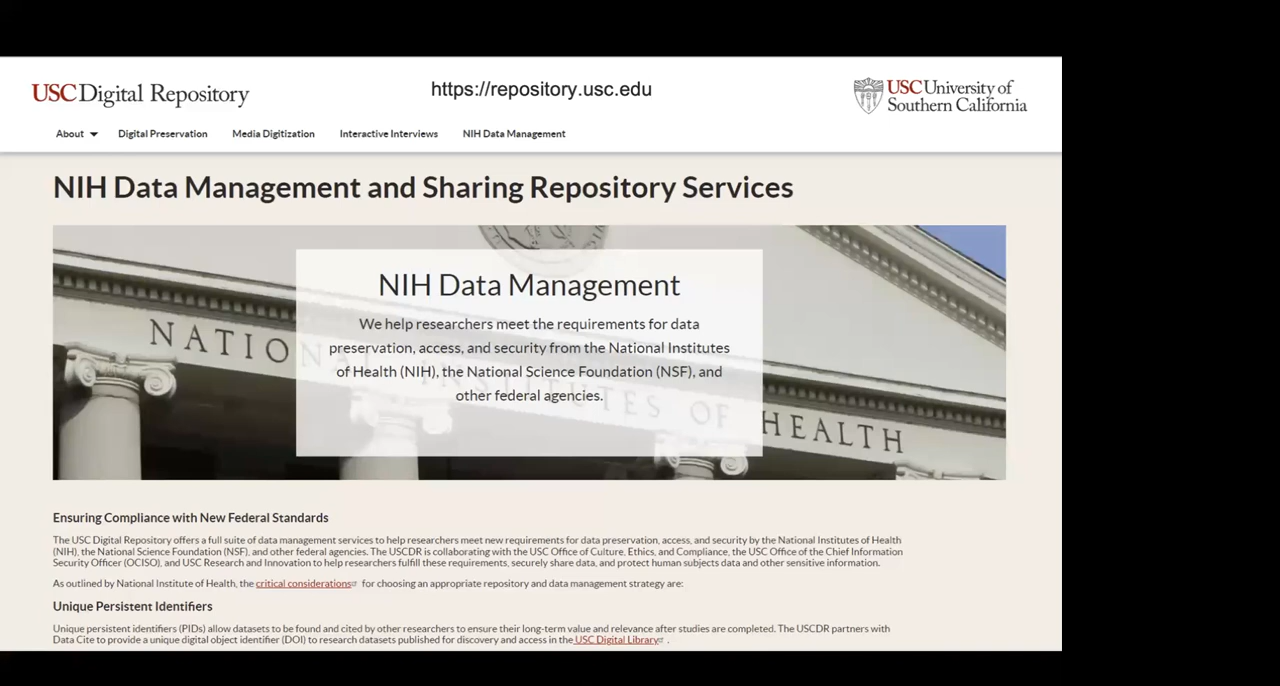 USC Digital Repository
https://repository.usc.edu
USC University of
Southern California
About
Digital Preservation
Media Digitization
Interactive Interviews
NIH Data Management
NIH Data Management and Sharing Repository Services
NATIONAL INSTITUTES OF HEALTH
NIH Data Management
We help researchers meet the requirements for data
preservation, access, and security from the National Institutes
of Health (NIH), the National Science Foundation (NSF), and
other federal agencies.
Ensuring Compliance with New Federal Standards
The USC Digital Repository offers a full suite of data management services to help researchers meet new requirements for data preservation, access, and security by the National Institutes of Health
(NIH), the National Science Foundation (NSF), and other federal agencies. The USCDR is collaborating with the USC Office of Culture, Ethics, and Compliance, the USC Office of the Chief Information
Security Officer (OCISO), and USC Research and Innovation to help researchers fulfill these requirements, securely share data, and protect human subjects data and other sensitive information.
As outlined by National Institute of Health, the critical considerations for choosing an appropriate repository and data management strategy are:
Unique Persistent Identifiers
Unique persistent identifiers (PIDs) allow datasets to be found and cited by other researchers to ensure their long-term value and relevance after studies are completed. The USCDR partners with
Data Cite to provide a unique digital object identifier (DOI) to research datasets published for discovery and access in the USC Digital Library .